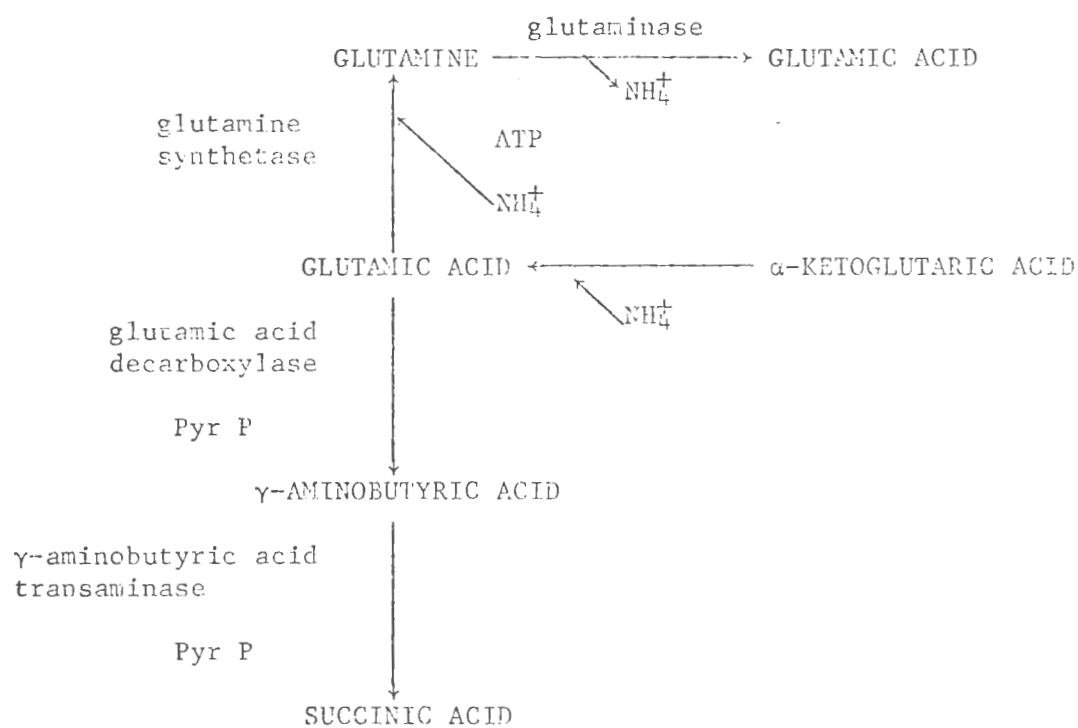 glutaminase
GLUTAMINE
GLUTAMIC ACID
NH₄⁺
glutamine
synthetase
ATP
NH₄⁺
GLUTAMIC ACID
α-KETOGLUTARIC ACID
NH₄⁺
glutamic acid
decarboxylase
Pyr P
γ-AMINOBUTYRIC ACID
γ-aminobutyric acid
transaminase
Pyr P
SUCCINIC ACID